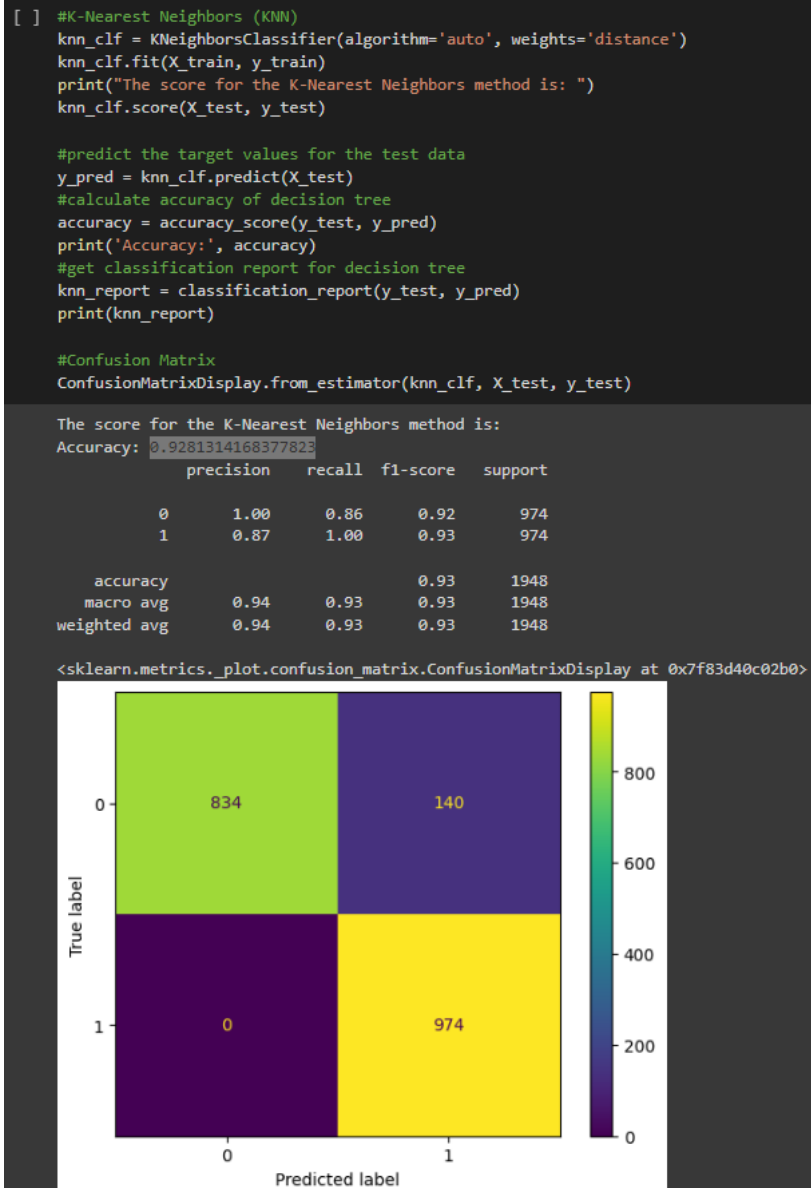 [ ] #K-Nearest Neighbors (KNN)
knn_clf = KNeighborsClassifier(algorithm='auto', weights='distance')
knn_clf.fit(X_train, y_train)
print("The score for the K-Nearest Neighbors method is: ")
knn_clf.score(X_test, y_test)

#predict the target values for the test data
y_pred = knn_clf.predict(X_test)
#calculate accuracy of decision tree
accuracy = accuracy_score(y_test, y_pred)
print('Accuracy:', accuracy)
#get classification report for decision tree
knn_report = classification_report(y_test, y_pred)
print(knn_report)

#Confusion Matrix
ConfusionMatrixDisplay.from_estimator(knn_clf, X_test, y_test)

The score for the K-Nearest Neighbors method is:
Accuracy: 0.9281314168377823
precision recall f1-score support
0 1.00 0.86 0.92 974
1 0.87 1.00 0.93 974
accuracy 0.93 1948
macro avg 0.94 0.93 0.93 1948
weighted avg 0.94 0.93 0.93 1948
<sklearn.metrics._plot.confusion_matrix.ConfusionMatrixDisplay at 0x7f83d40c02b0>
800
0 834 140
600
True label
400
1 0 974
200
0
0 1
Predicted label